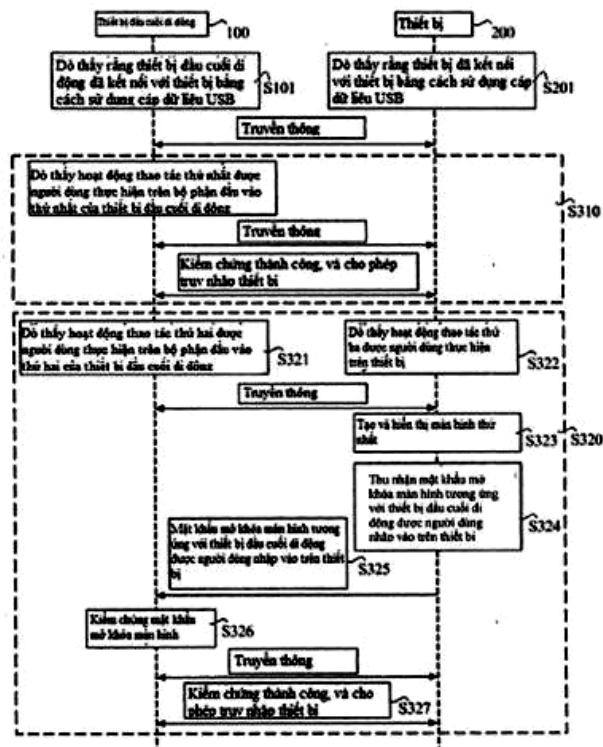 Thiết bị đầu cuối di động
100
Thiết bị
200
Dò thấy rằng thiết bị đầu cuối di
động đã kết nối với thiết bị bằng
cách sử dụng cáp dữ liệu USB
S101
Dò thấy rằng thiết bị đã kết nối
với thiết bị bằng cách sử dụng cáp
dữ liệu USB
S201
Truyền thông
Dò thấy hoạt động thao tác thứ nhất được
người dùng thực hiện trên bộ phận đầu vào
thứ nhất của thiết bị đầu cuối di động
S310
Truyền thông
Kiểm chứng thành công, và cho phép
truy nhập thiết bị
Dò thấy hoạt động thao tác thứ hai được
người dùng thực hiện trên bộ phận đầu vào
thứ hai của thiết bị đầu cuối di động
S321
Dò thấy hoạt động thao tác thứ
ba được người dùng thực hiện
trên thiết bị
S322
Truyền thông
Tạo và hiển thị màn hình thứ
nhất
S323
S320
Thu nhận mật khẩu mở
khóa màn hình tương ứng
với thiết bị đầu cuối di
động được người dùng
nhập vào trên thiết bị
S324
Mật khẩu mở khóa màn hình tương
ứng với thiết bị đầu cuối di động
được người dùng nhập vào trên thiết
bị
S325
Kiểm chứng mật khẩu
mở khóa màn hình
S326
Truyền thông
Kiểm chứng thành công, và cho
phép truy nhập thiết bị
S327